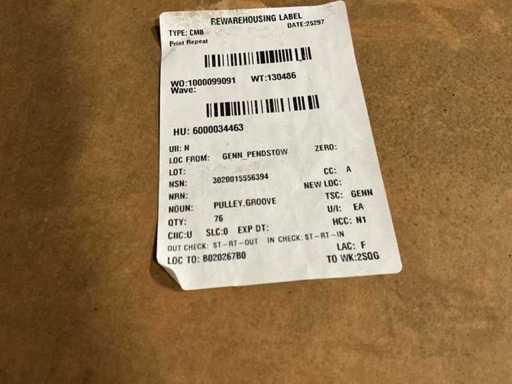 REWAREHOUSING LABEL
TYPE: CMB DATE:25297
Print Repeat
WO:1000099091 WT:130486
Wave:
HU: 6000034463
UII: N
LOC FROM: GENN_PENDSTOW ZERO:
LOT: CC: A
NSN: 3020015556394 NEW LOC:
NRN: TSC: GENN
NOUN: PULLEY,GROOVE U/I: EA
QTY: 76 HCC: N1
CIIC:U SLC:0 EXP DT:
OUT CHECK: ST-RT-OUT IN CHECK: ST-RT-IN
LAC: F
LOC TO: B020267B0 TO WK:2SQG